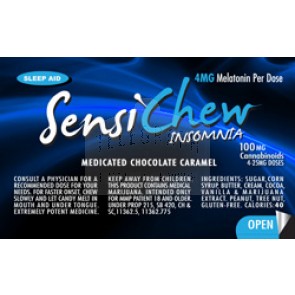 SLEEP AID
4MG Melatonin Per Dose
SensiChew
INSOMNIA
100 MG
Cannabinoids
4-25MG DOSES
MEDICATED CHOCOLATE CARAMEL
CONSULT A PHYSICIAN FOR A
RECOMMENDED DOSE FOR YOUR
NEEDS. FOR FASTER ONSET, CHEW
SLOWLY AND LET CANDY MELT IN
MOUTH AND UNDER TONGUE.
EXTREMELY POTENT MEDICINE.
KEEP AWAY FROM CHILDREN.
THIS PRODUCT CONTAINS MEDICAL
MARIJUANA. INTENDED ONLY
FOR MMP PATIENT 18 AND OLDER.
UNDER PROP 215, SB 420, CH &
SC,11362.5, 11362.775
INGREDIENTS: SUGAR, CORN
SYRUP, BUTTER, CREAM, COCOA,
VANILLA & MARIJUANA
EXTRACT, PEANUT, TREE NUT,
GLUTEN-FREE. CALORIES: 40
OPEN